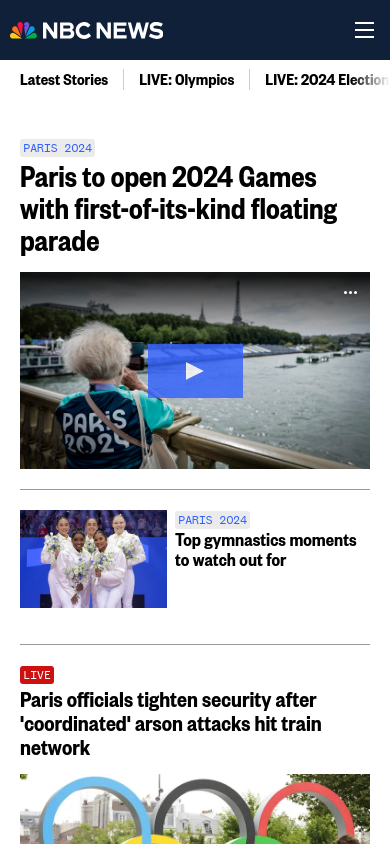 NBC NEWS
Latest Stories
LIVE: Olympics
LIVE: 2024 Election
PARIS 2024
Paris to open 2024 Games
with first-of-its-kind floating
parade
PARIS
2024
PARIS 2024
Top gymnastics moments
to watch out for
LIVE
Paris officials tighten security after
'coordinated' arson attacks hit train
network